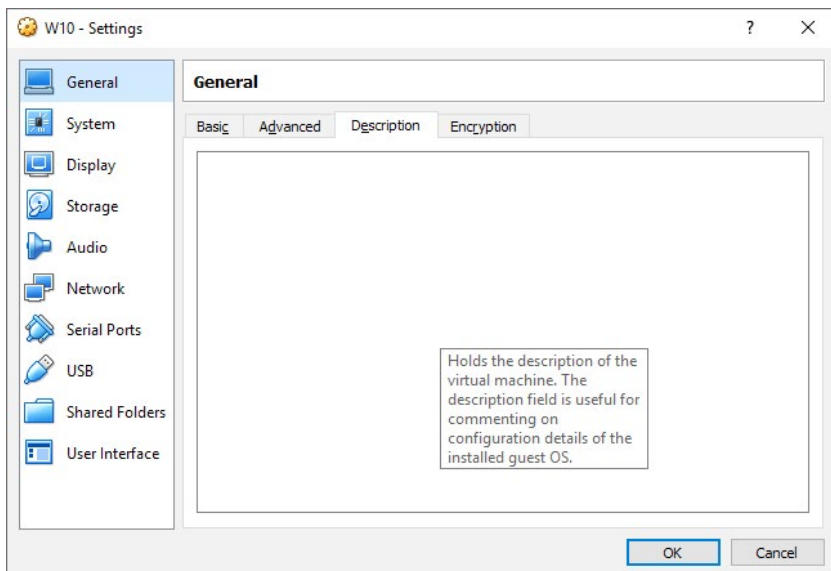 W10 - Settings
General
System
Display
Storage
Audio
Network
Serial Ports
USB
Shared Folders
User Interface
General
Basic
Advanced
Description
Encryption
Holds the description of the
virtual machine. The
description field is useful for
commenting on
configuration details of the
installed guest OS.
OK
Cancel